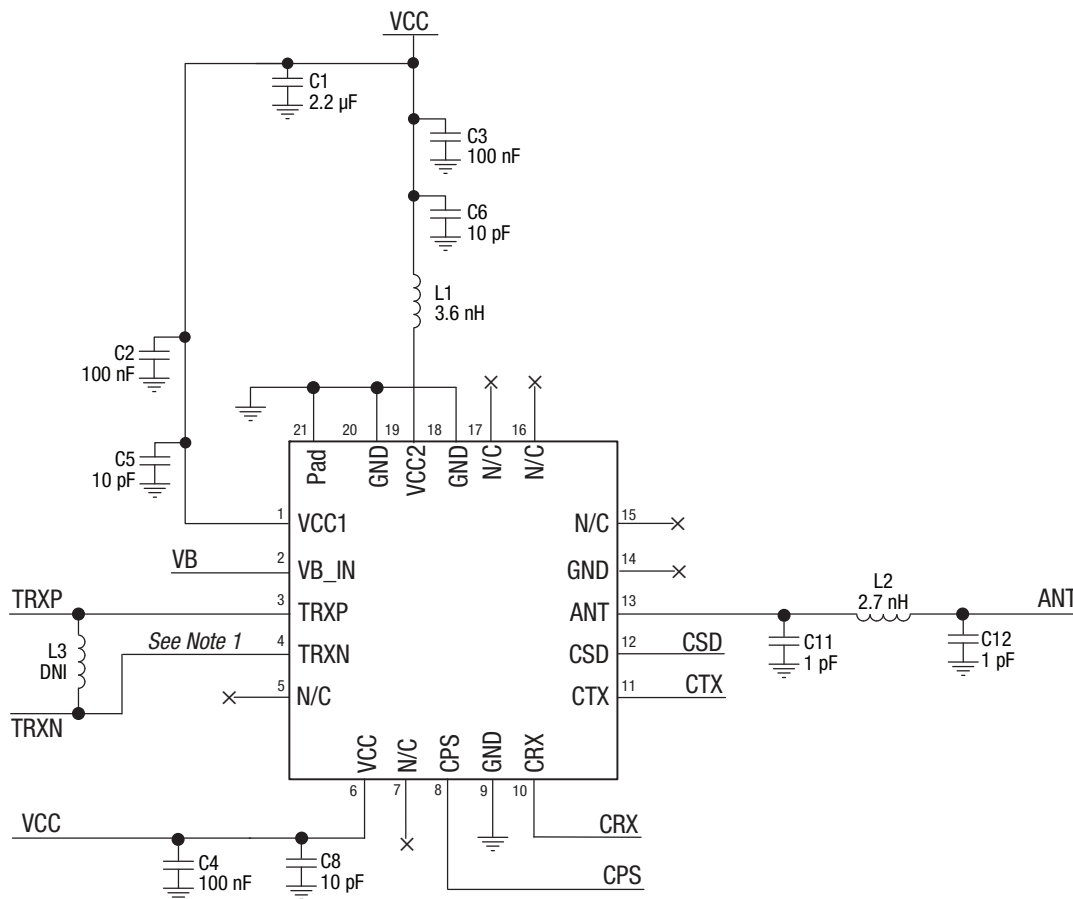 VCC
C1
2.2 µF
C3
100 nF
C6
10 pF
L1
3.6 nH
C2
100 nF
C5
10 pF
21 20 19 18 17 16
Pad GND VCC2 GND N/C N/C
1 VCC1
VB 2 VB_IN
TRXP 3 TRXP
See Note 1 4 TRXN
L3
DNI
TRXN
5 N/C
N/C 15
GND 14
ANT 13
L2
2.7 nH
ANT
C11
1 pF
C12
1 pF
CSD 12 CSD
CTX 11 CTX
VCC N/C CPS GND CRX
6 7 8 9 10
VCC
C4
100 nF
C8
10 pF
CRX
CPS